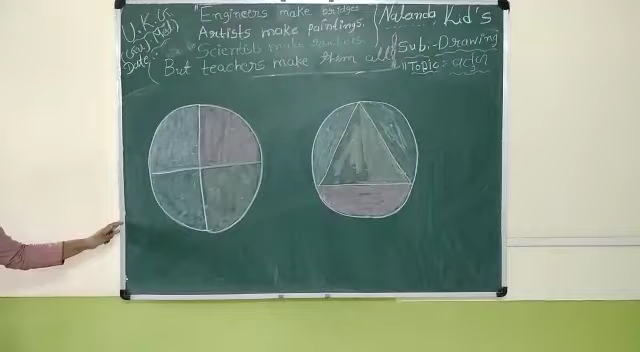 U.K.G
Date:-
"Engineers make bridges
Artists make paintings.
Scientist make rockets
But teachers make them all"
Nalanda Kid's
Sub:-Drawing
"Topic:-